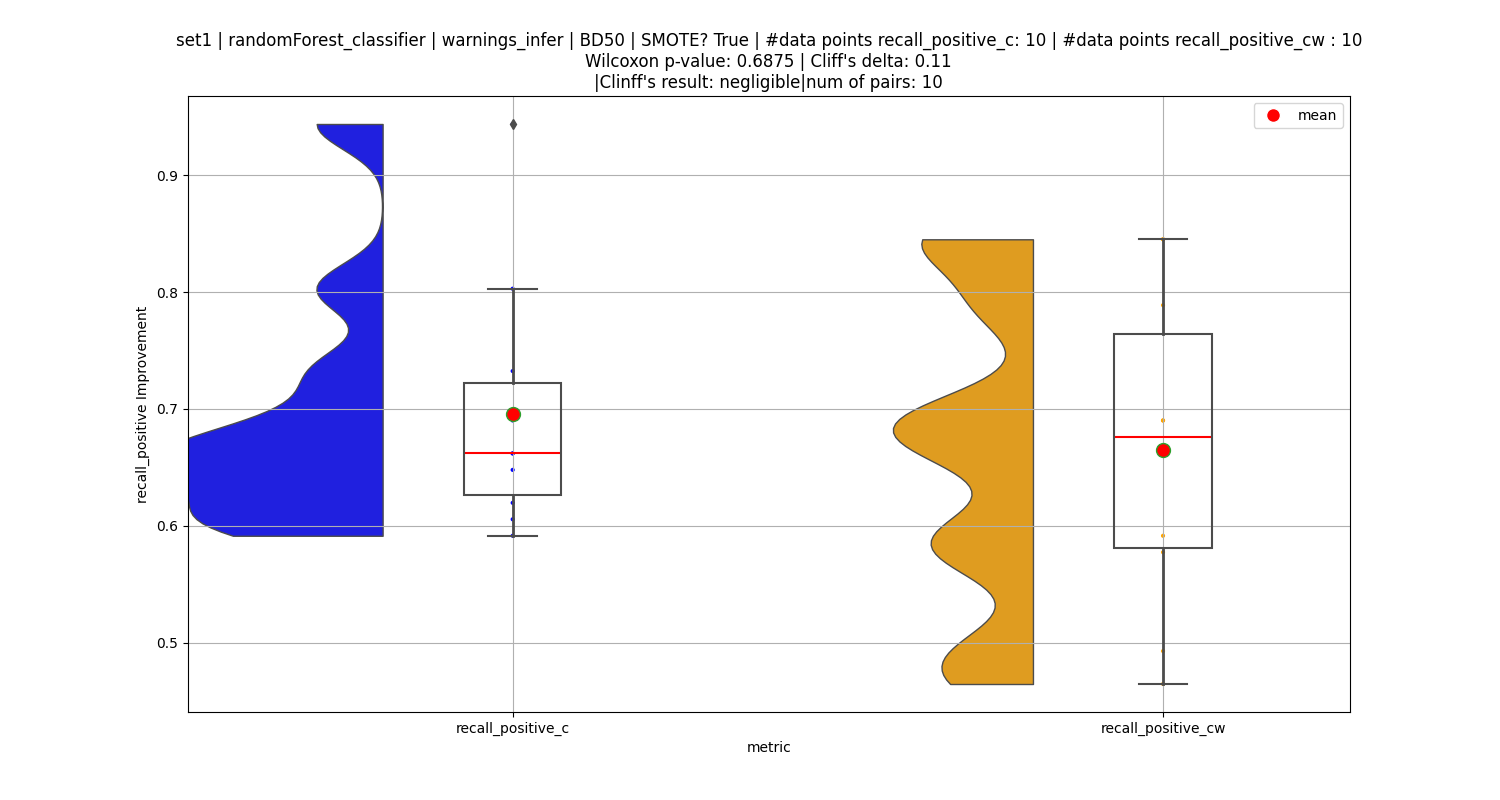 set1 | randomForest_classifier | warnings_infer | BD50 | SMOTE? True | #data points recall_positive_c: 10 | #data points recall_positive_cw : 10
Wilcoxon p-value: 0.6875 | Cliff's delta: 0.11
|Clinff's result: negligible|num of pairs: 10
mean
0.9
0.8
0.7
0.6
0.5
recall_positive Improvement
recall_positive_c
recall_positive_cw
metric